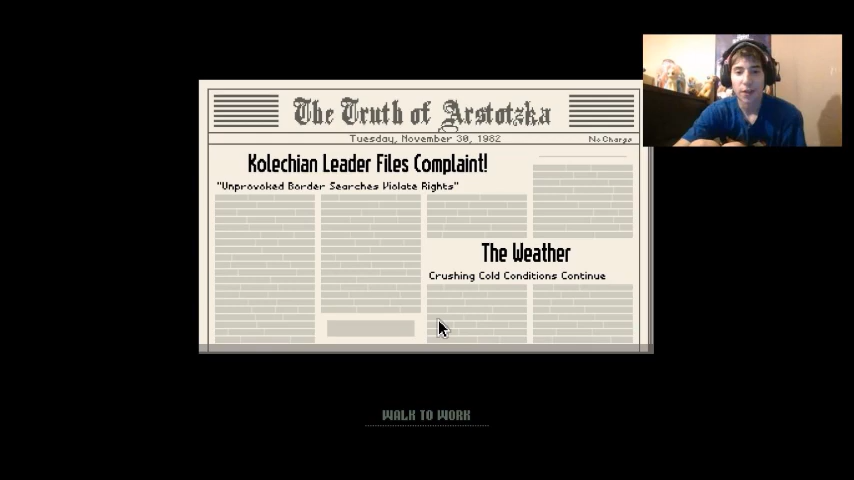 The Truth of Arstotzka
Tuesday, November 30, 1982
No Charge
Kolechian Leader Files Complaint!
"Unprovoked Border Searches Violate Rights"
The Weather
Crushing Cold Conditions Continue
WALK TO WORK